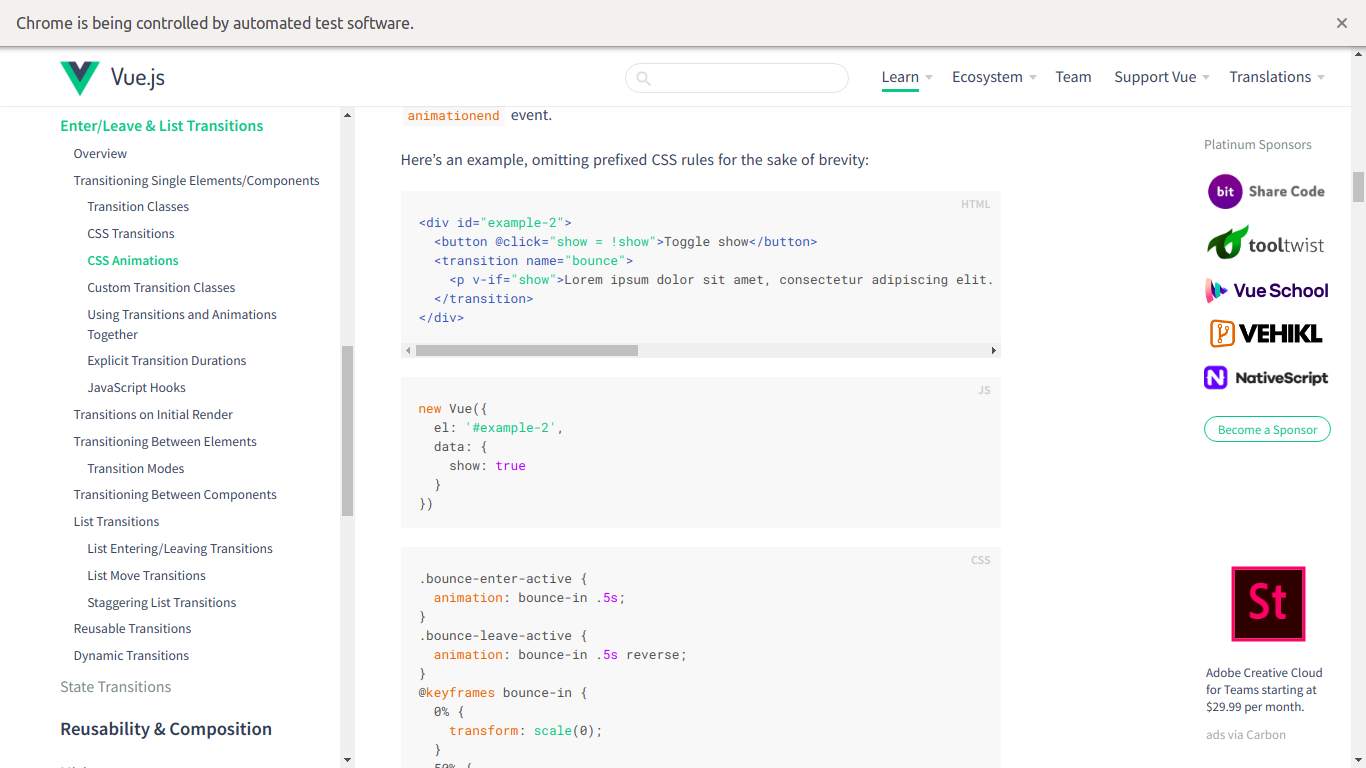 Chrome is being controlled by automated test software.
Vue.js
Learn
Ecosystem
Team
Support Vue
Translations
Enter/Leave & List Transitions
Overview
Transitioning Single Elements/Components
Transition Classes
CSS Transitions
CSS Animations
Custom Transition Classes
Using Transitions and Animations
Together
Explicit Transition Durations
JavaScript Hooks
Transitions on Initial Render
Transitioning Between Elements
Transition Modes
Transitioning Between Components
List Transitions
List Entering/Leaving Transitions
List Move Transitions
Staggering List Transitions
Reusable Transitions
Dynamic Transitions
State Transitions
Reusability & Composition
animationend event.
Here's an example, omitting prefixed CSS rules for the sake of brevity:
HTML
<div id="example-2">
  <button @click="show = !show">Toggle show</button>
  <transition name="bounce">
    <p v-if="show">Lorem ipsum dolor sit amet, consectetur adipiscing elit.
  </transition>
</div>
JS
new Vue({
  el: '#example-2',
  data: {
    show: true
  }
})
CSS
.bounce-enter-active {
  animation: bounce-in .5s;
}
.bounce-leave-active {
  animation: bounce-in .5s reverse;
}
@keyframes bounce-in {
  0% {
    transform: scale(0);
  }
  50% {
Platinum Sponsors
bit Share Code
tooltwist
Vue School
VEHIKL
NativeScript
Become a Sponsor
St
Adobe Creative Cloud
for Teams starting at
$29.99 per month.
ads via Carbon